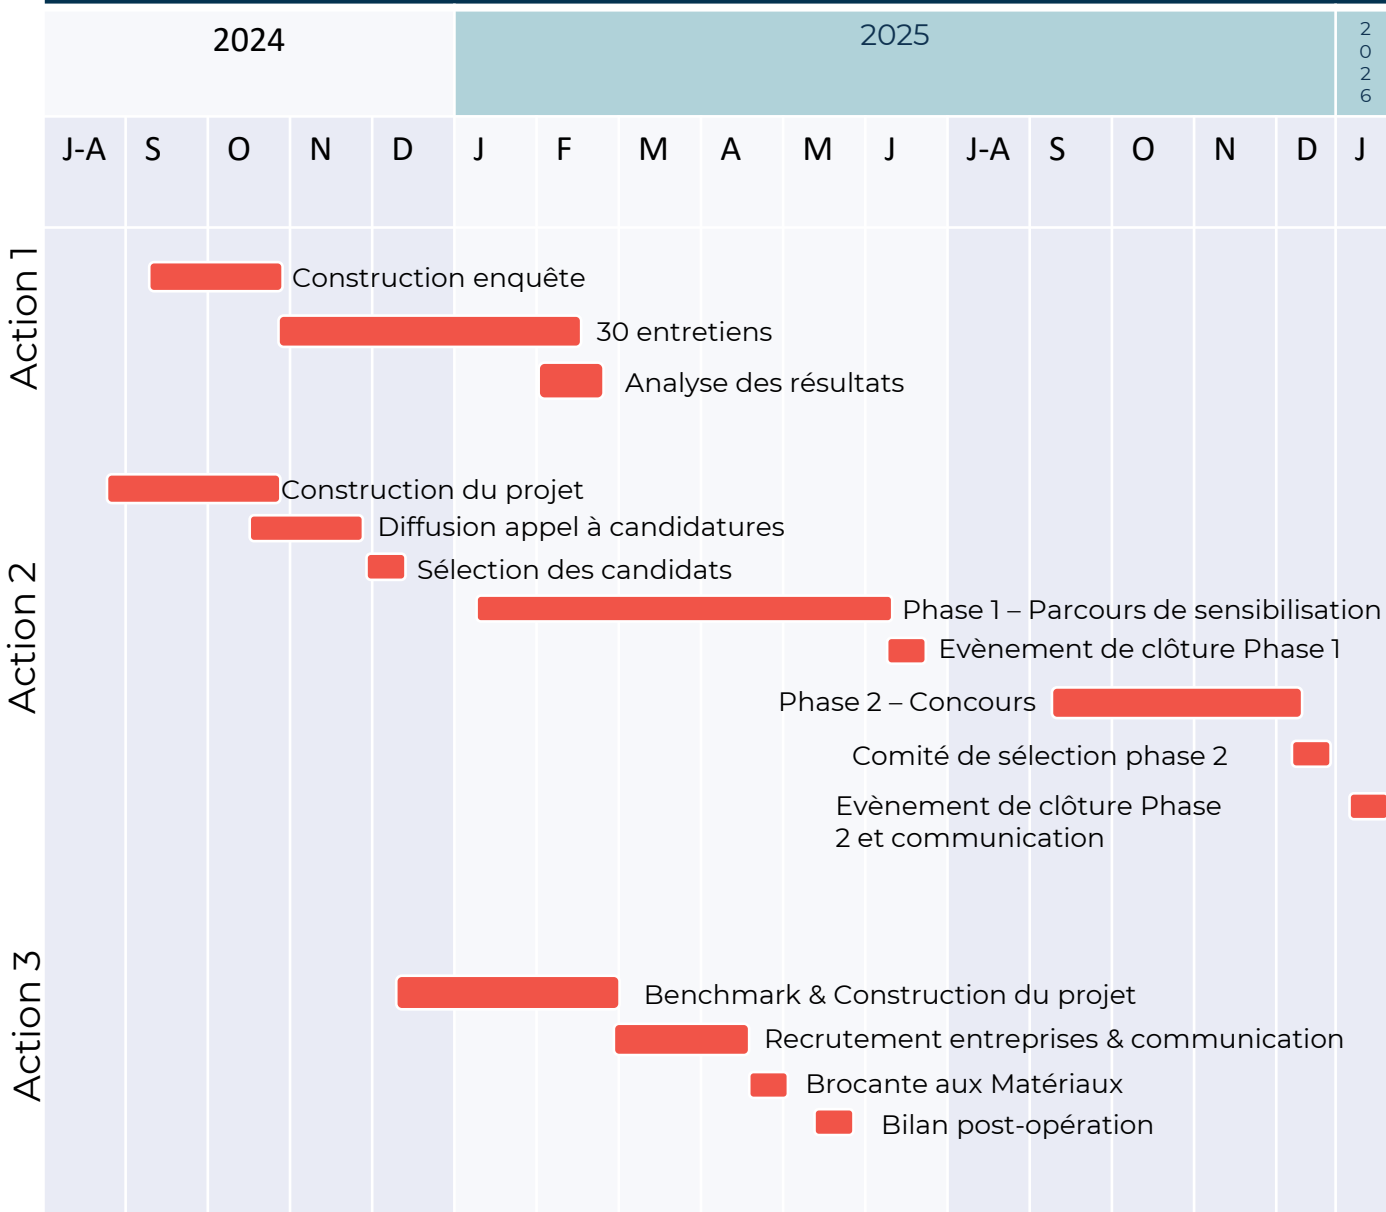 2024
2025
2
0
2
6
J-A S O N D J F M A M J J-A S O N D J
Action 1
Construction enquête
30 entretiens
Analyse des résultats
Action 2
Construction du projet
Diffusion appel à candidatures
Sélection des candidats
Phase 1 – Parcours de sensibilisation
Evènement de clôture Phase 1
Phase 2 – Concours
Comité de sélection phase 2
Evènement de clôture Phase
2 et communication
Action 3
Benchmark & Construction du projet
Recrutement entreprises & communication
Brocante aux Matériaux
Bilan post-opération